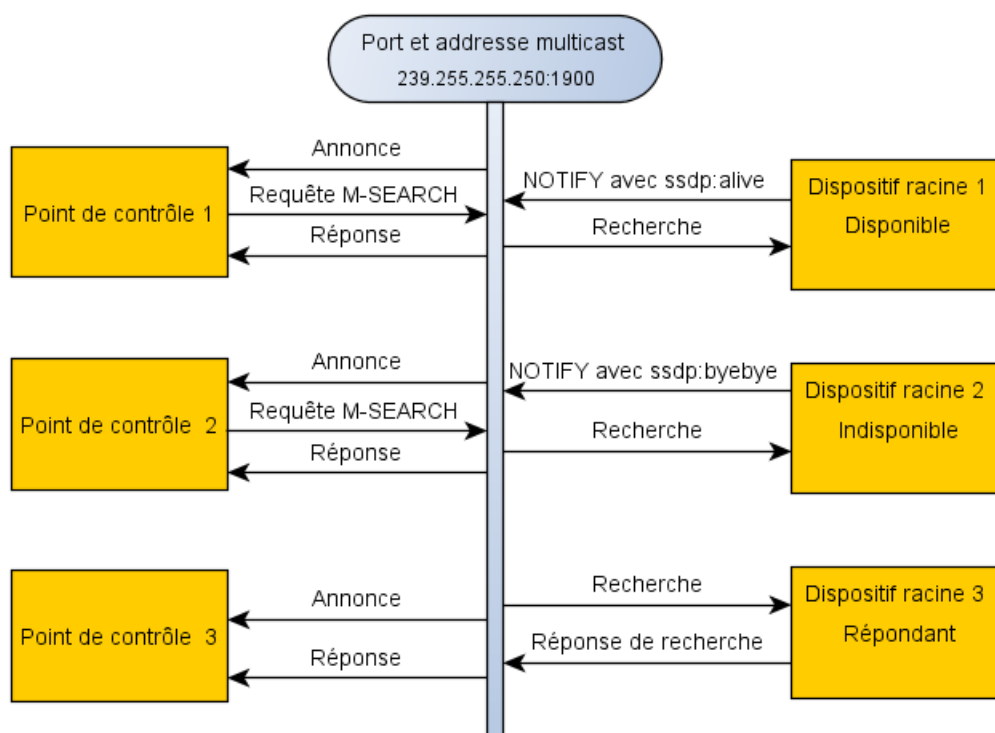 Port et addresse multicast
239.255.255.250:1900
Annonce
Requête M-SEARCH
Point de contrôle 1
Réponse
NOTIFY avec ssdp:alive
Dispositif racine 1
Recherche
Disponible
Annonce
Requête M-SEARCH
Point de contrôle 2
Réponse
NOTIFY avec ssdp:byebye
Dispositif racine 2
Recherche
Indisponible
Annonce
Point de contrôle 3
Réponse
Recherche
Dispositif racine 3
Réponse de recherche
Répondant